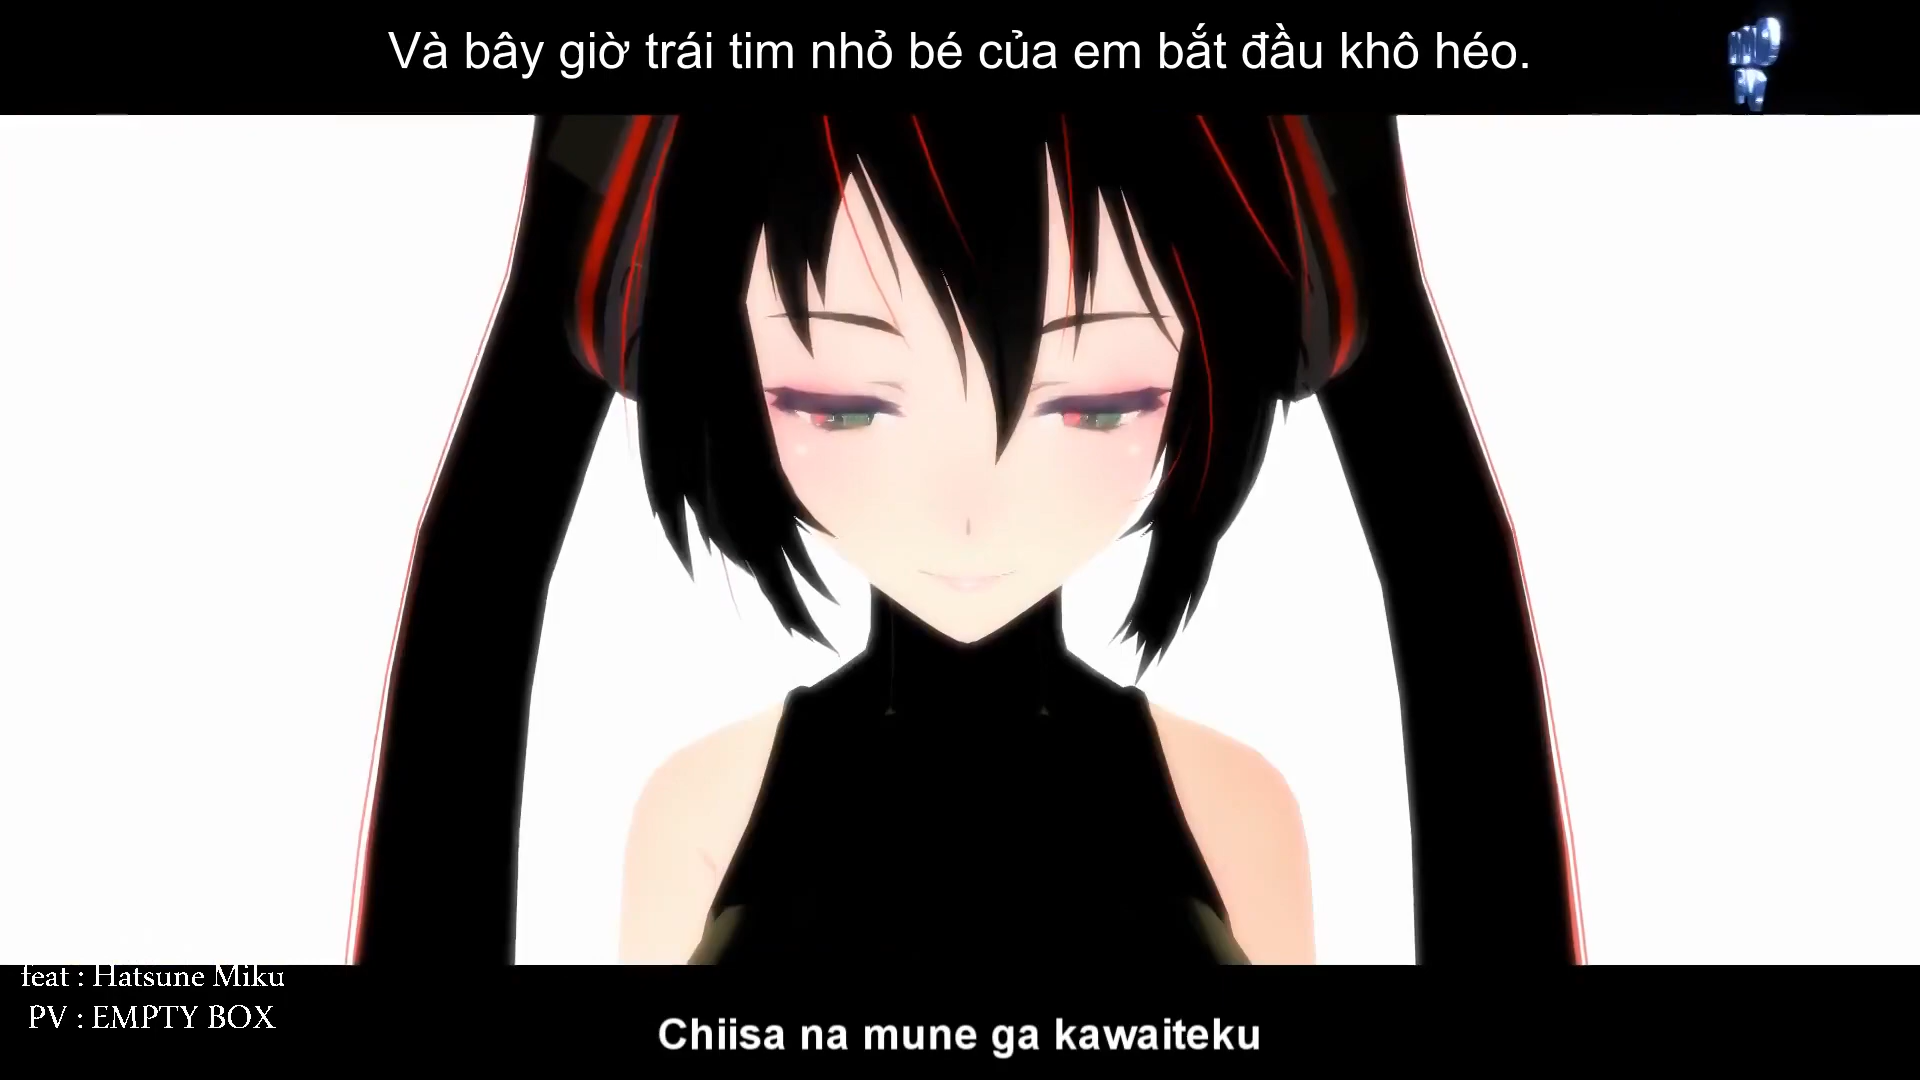 Và bây giờ trái tim nhỏ bé của em bắt đầu khô héo.
feat : Hatsune Miku
PV : EMPTY BOX
Chiisa na mune ga kawaiteku